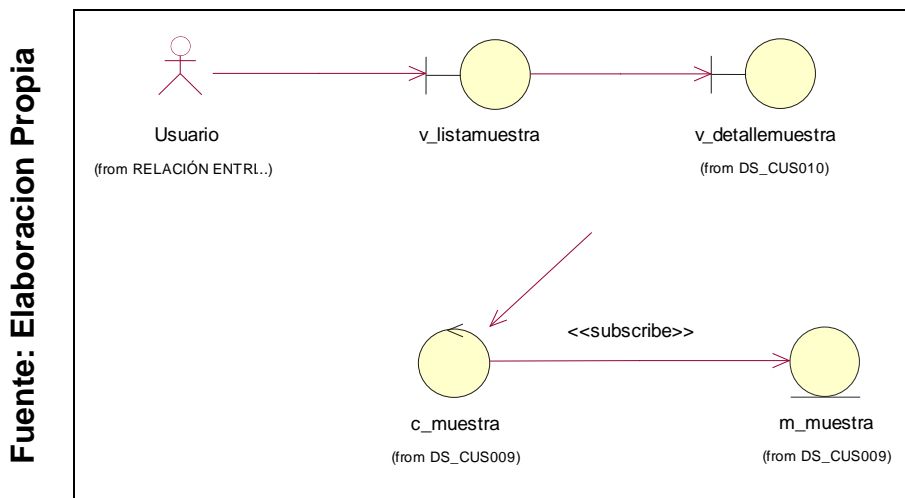 Fuente: Elaboracion Propia
Usuario
(from RELACIÓN ENTRI...)
v_listamuestra
v_detallemuestra
(from DS_CUS010)
<<subscribe>>
c_muestra
(from DS_CUS009)
m_muestra
(from DS_CUS009)